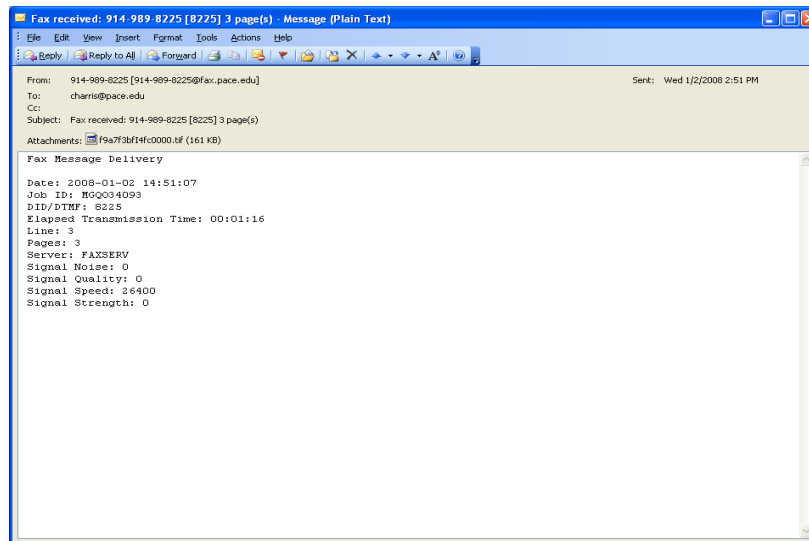 Fax received: 914-989-8225 [8225] 3 page(s) - Message (Plain Text)
File Edit View Insert Format Tools Actions Help
Reply Reply to All Forward
From: 914-989-8225 [914-989-8225@fax.pace.edu] Sent: Wed 1/2/2008 2:51 PM
To: charris@pace.edu
Cc:
Subject: Fax received: 914-989-8225 [8225] 3 page(s)
Attachments: f9a7f3bf14fc0000.tif (161 KB)
Fax Message Delivery
Date: 2008-01-02 14:51:07
Job ID: MGQO34093
DID/DTMF: 8225
Elapsed Transmission Time: 00:01:16
Line: 3
Pages: 3
Server: FAXSERV
Signal Noise: 0
Signal Quality: 0
Signal Speed: 26400
Signal Strength: 0